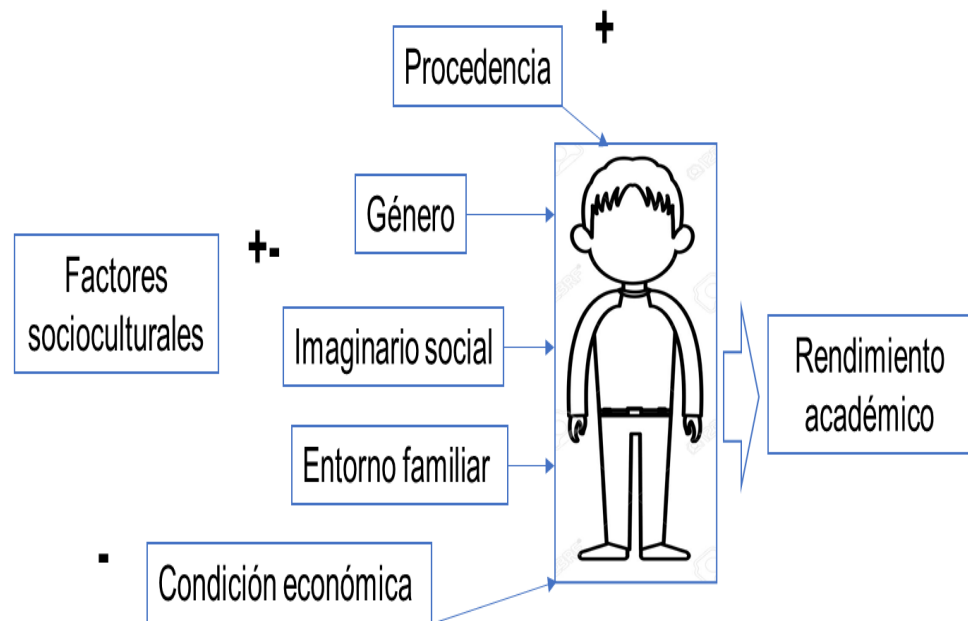 +
Procedencia
Género
+-
Factores
socioculturales
Imaginario social
Rendimiento
académico
Entorno familiar
-
Condición económica